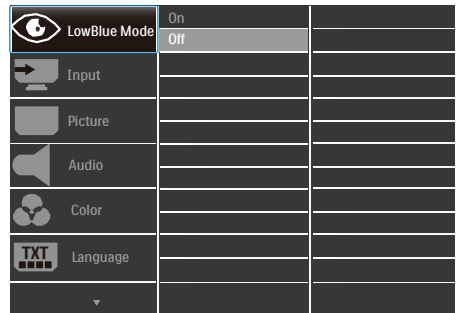 LowBlue Mode
On
Off
Input
Picture
Audio
Color
TXT
Language